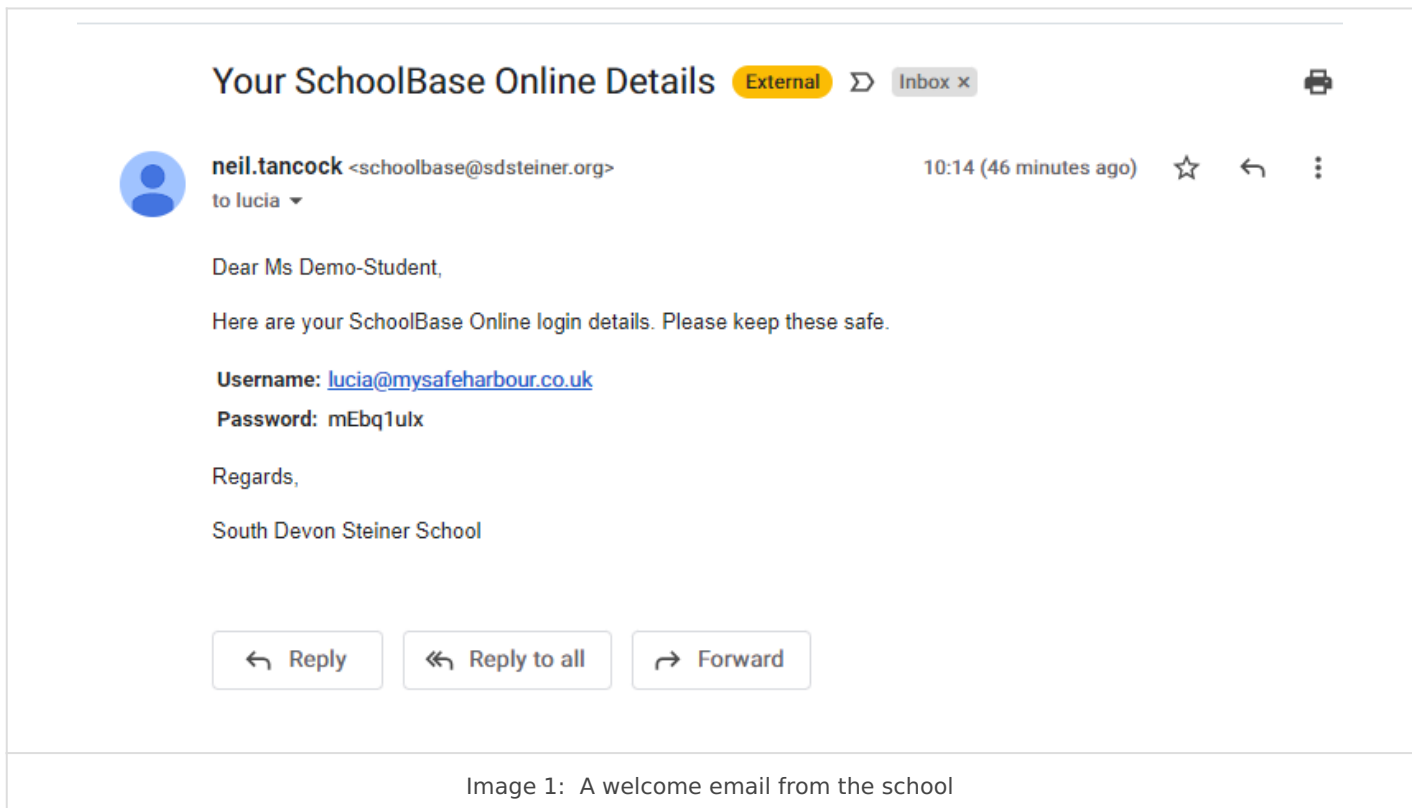 Your SchoolBase Online Details External Inbox ×
neil.tancock <schoolbase@sdsteiner.org> 10:14 (46 minutes ago)
to lucia
Dear Ms Demo-Student,
Here are your SchoolBase Online login details. Please keep these safe.
Username: lucia@mysafeharbour.co.uk
Password: mEbq1uIx
Regards,
South Devon Steiner School
Reply Reply to all Forward
Image 1: A welcome email from the school